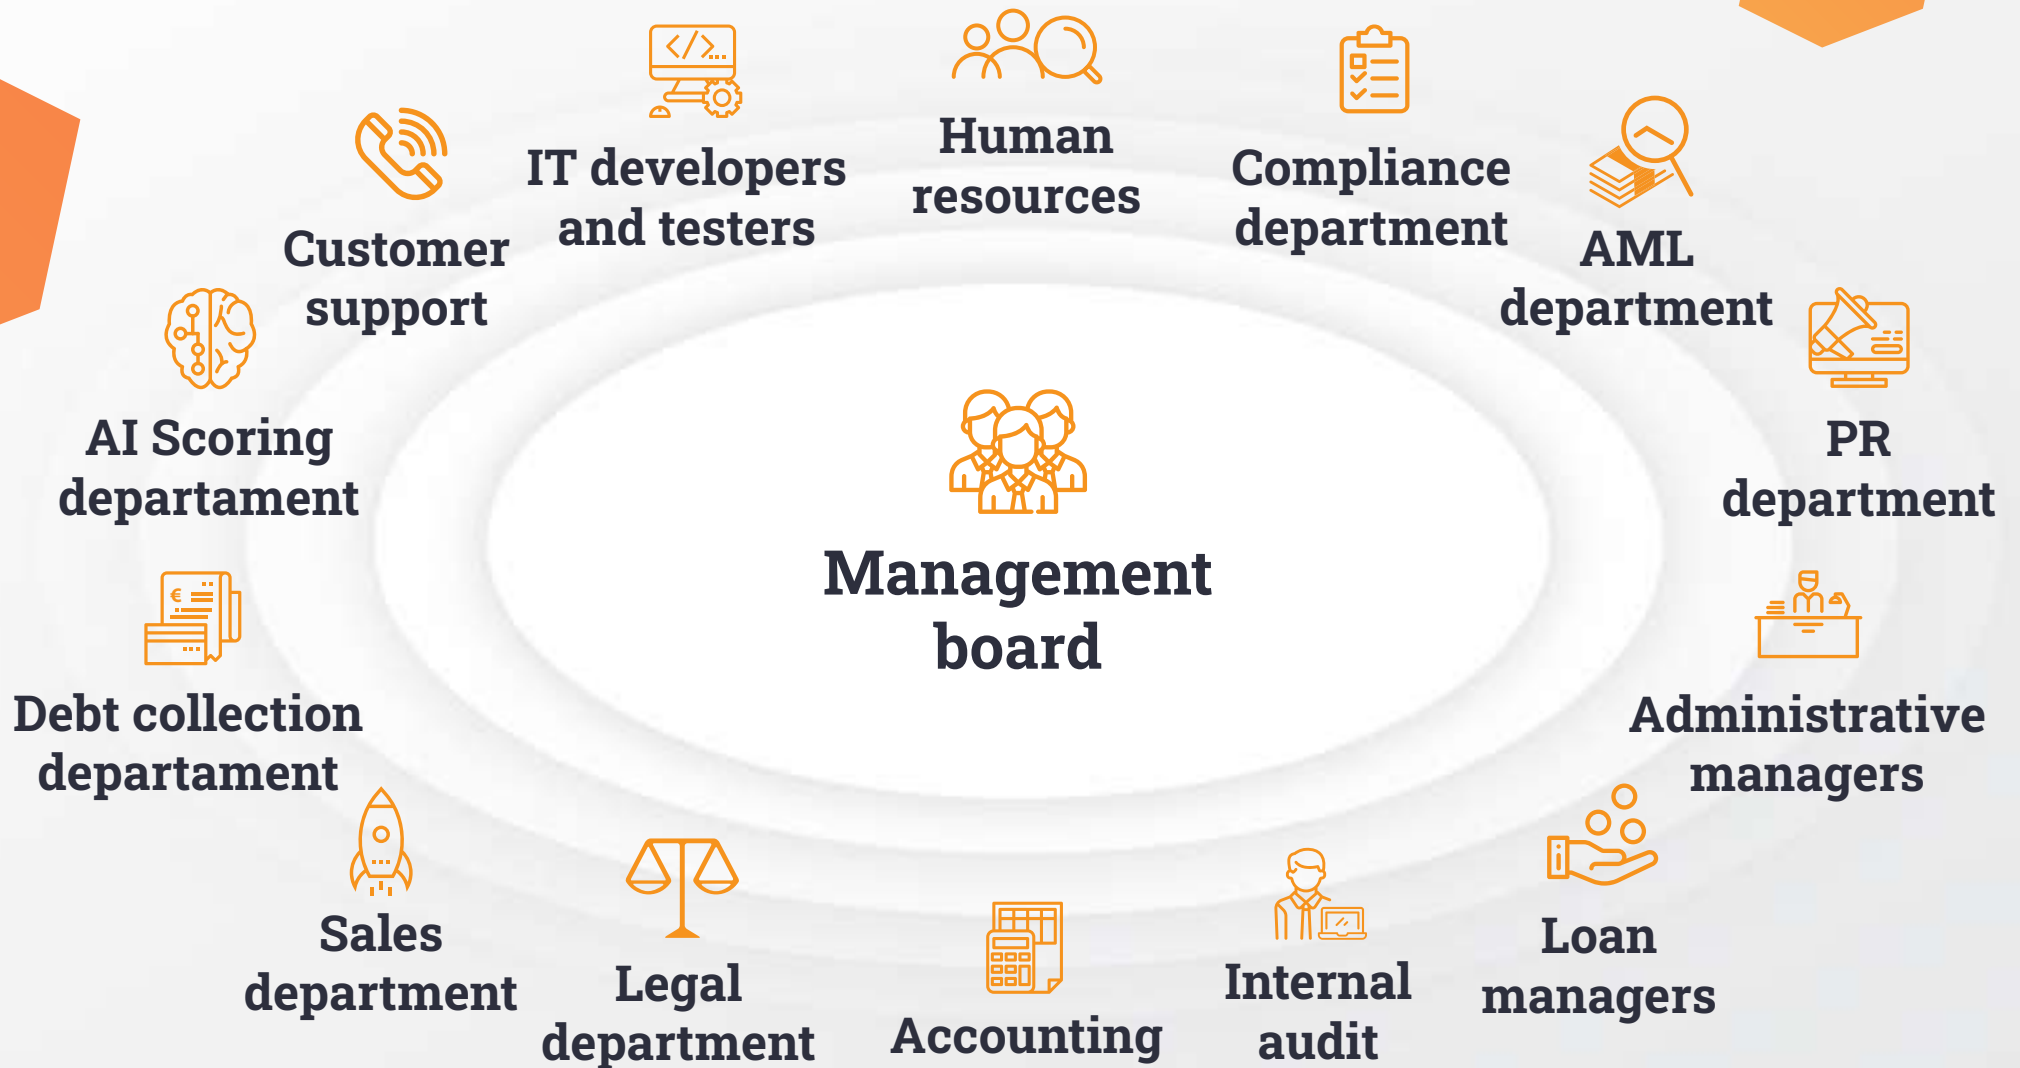 Human
resources
IT developers
and testers
Compliance
department
Customer
support
AML
department
AI Scoring
departament
PR
department
Management
board
Debt collection
departament
Administrative
managers
Sales
department
Loan
managers
Legal
department
Internal
audit
Accounting